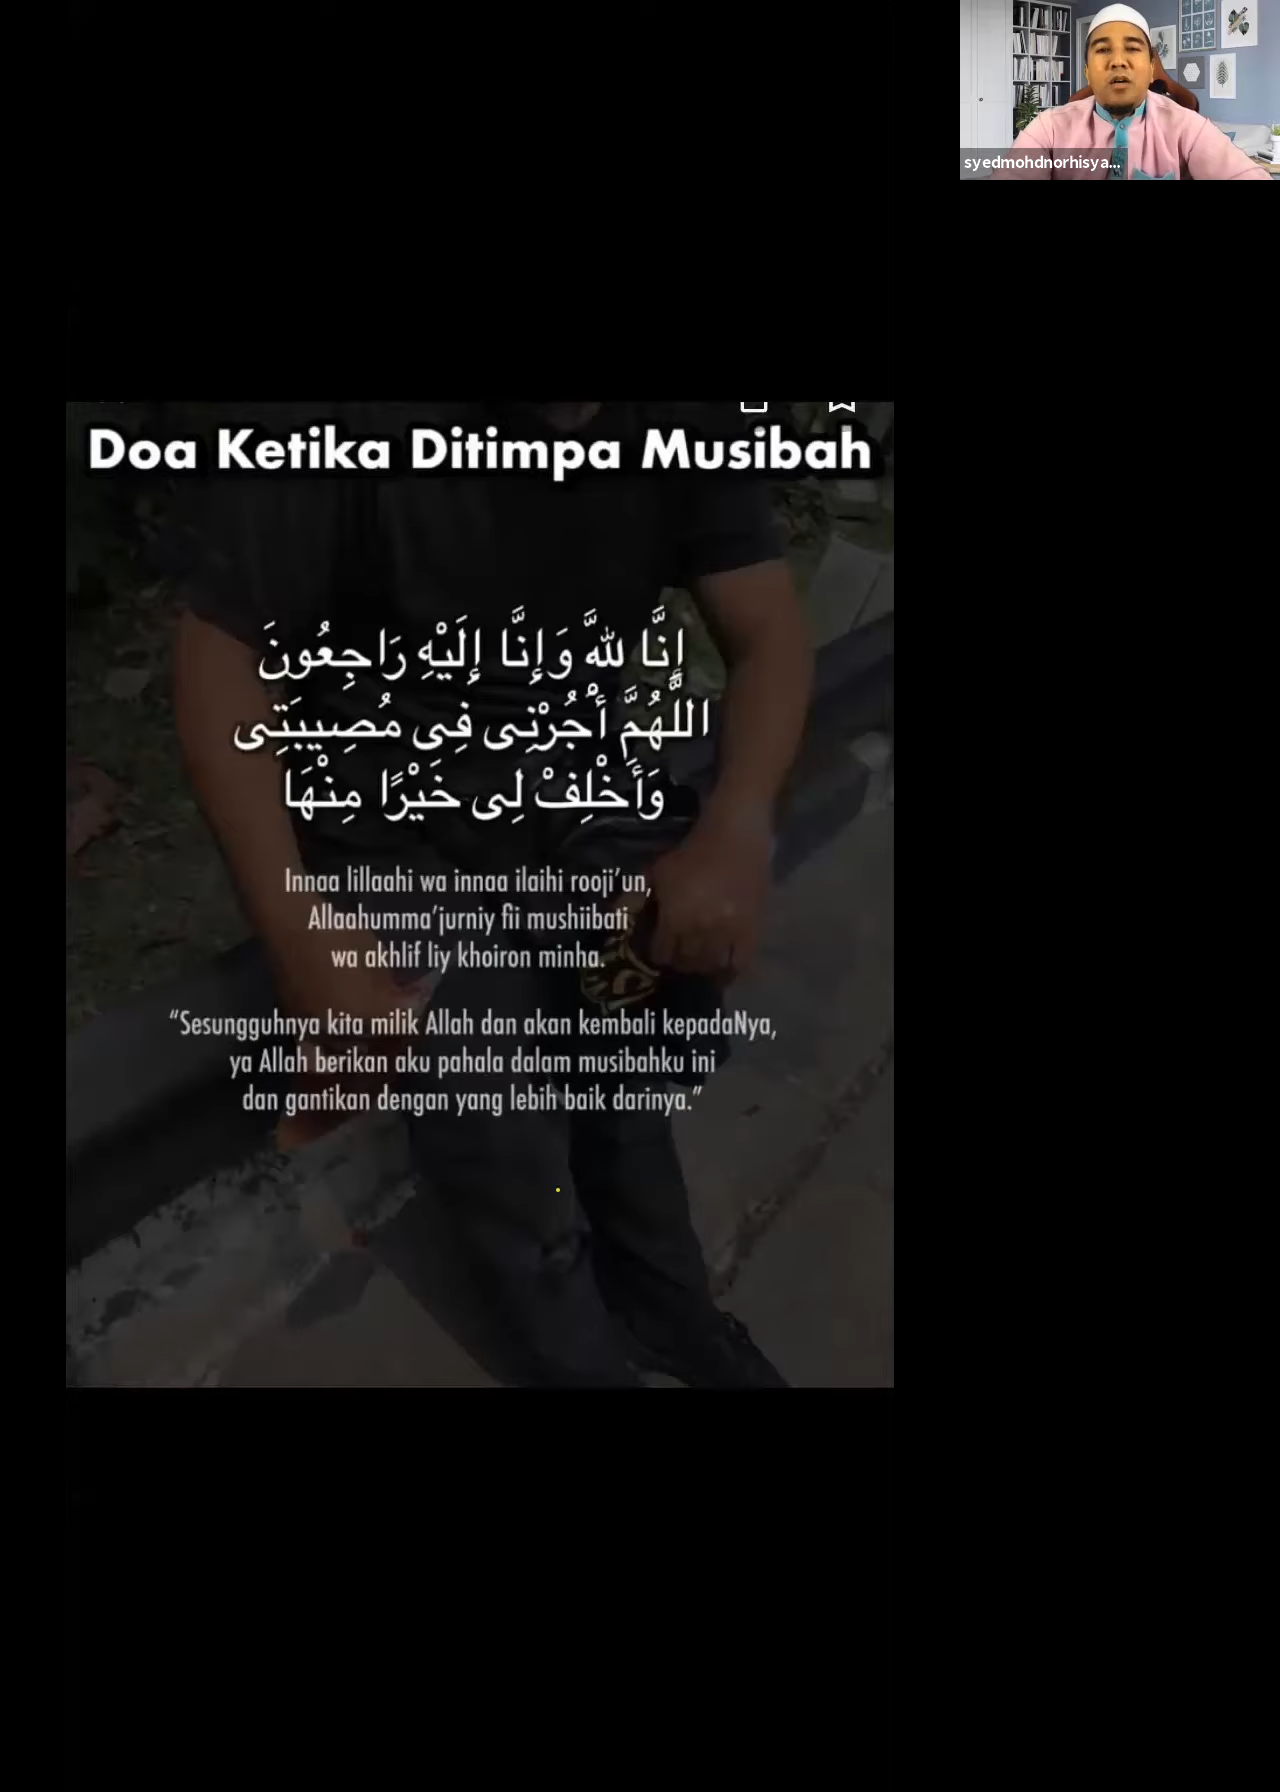 syedmohdnorhisya...
Doa Ketika Ditimpa Musibah
إِنَّا لِلَّهِ وَإِنَّا إِلَيْهِ رَاجِعُونَ
اللَّهُمَّ أْجُرْنِى فِى مُصِيبَتِى
وَأَخْلِفْ لِى خَيْرًا مِنْهَا
Innaa lillaahi wa innaa ilaihi rooji’un,
Allaahumma’jurniy fii mushiibati
wa akhlif liy khoiron minha.
“Sesungguhnya kita milik Allah dan akan kembali kepadaNya,
ya Allah berikan aku pahala dalam musibahku ini
dan gantikan dengan yang lebih baik darinya.”